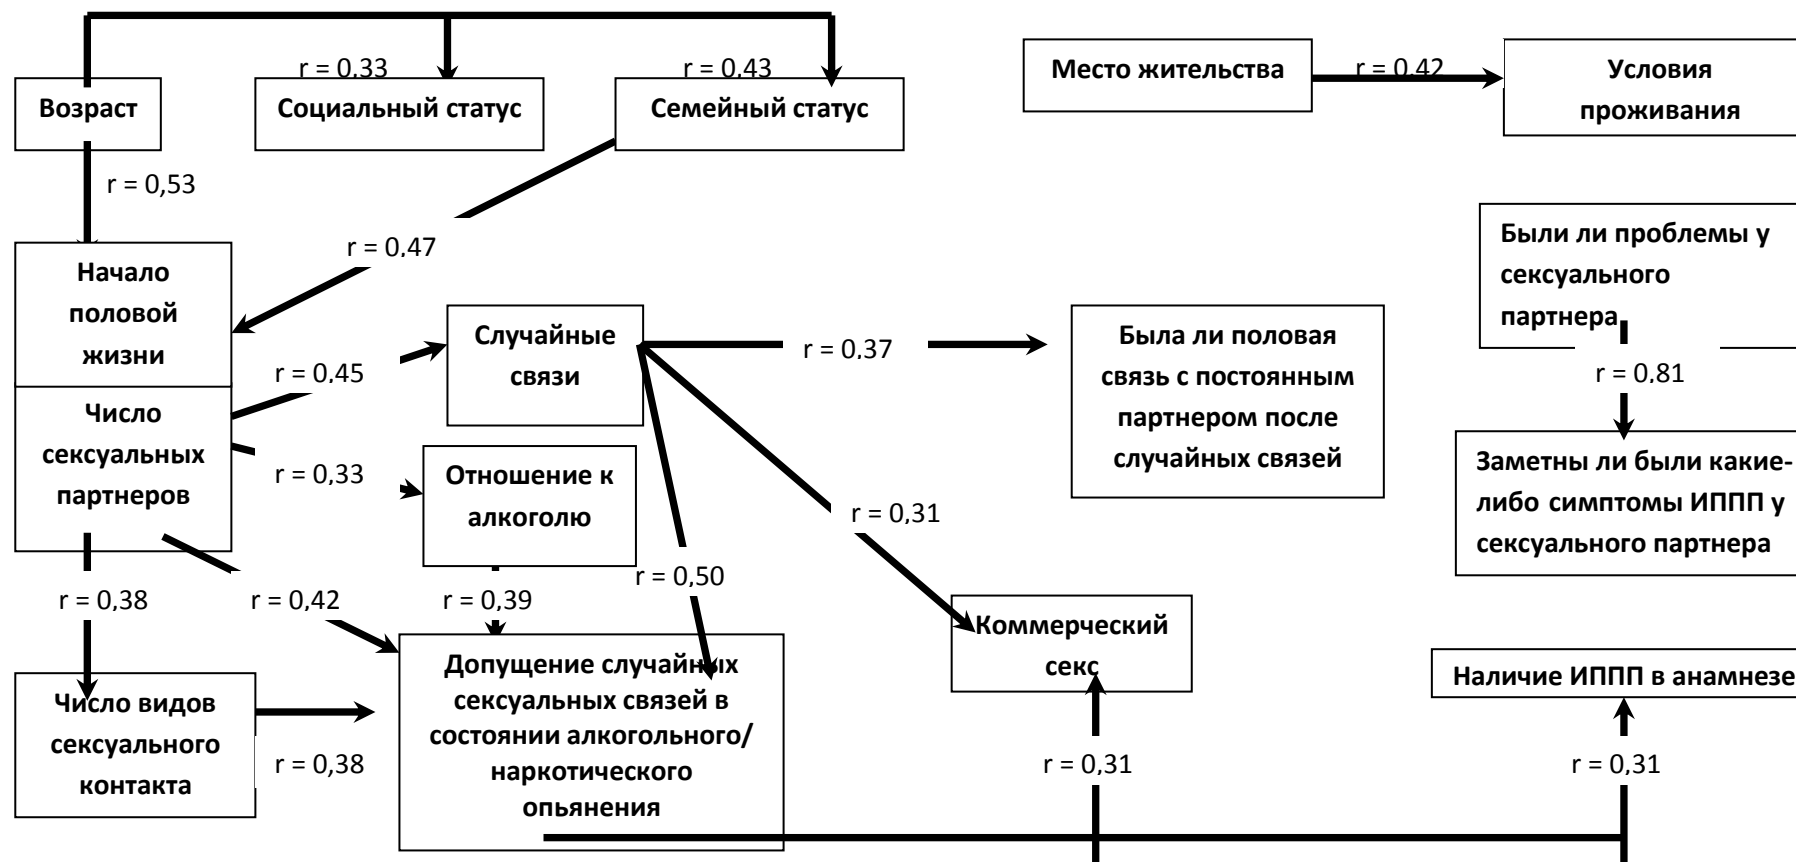 r = 0,33
r = 0,43
r = 0,42
Возраст
Социальный статус
Семейный статус
Место жительства
Условия
проживания
r = 0,53
r = 0,47
Были ли проблемы у
сексуального
партнера
Начало
половой
жизни
Случайные
связи
r = 0,37
Была ли половая
связь с постоянным
партнером после
случайных связей
r = 0,81
r = 0,45
Число
сексуальных
партнеров
r = 0,33
Отношение к
алкоголю
r = 0,31
Заметны ли были какие-
либо симптомы ИППП у
сексуального партнера
r = 0,38
r = 0,42
r = 0,39
r = 0,50
Коммерческий
секс
Наличие ИППП в анамнезе
Число видов
сексуального
контакта
r = 0,38
Допущение случайных
сексуальных связей в
состоянии алкогольного/
наркотического
опьянения
r = 0,31
r = 0,31